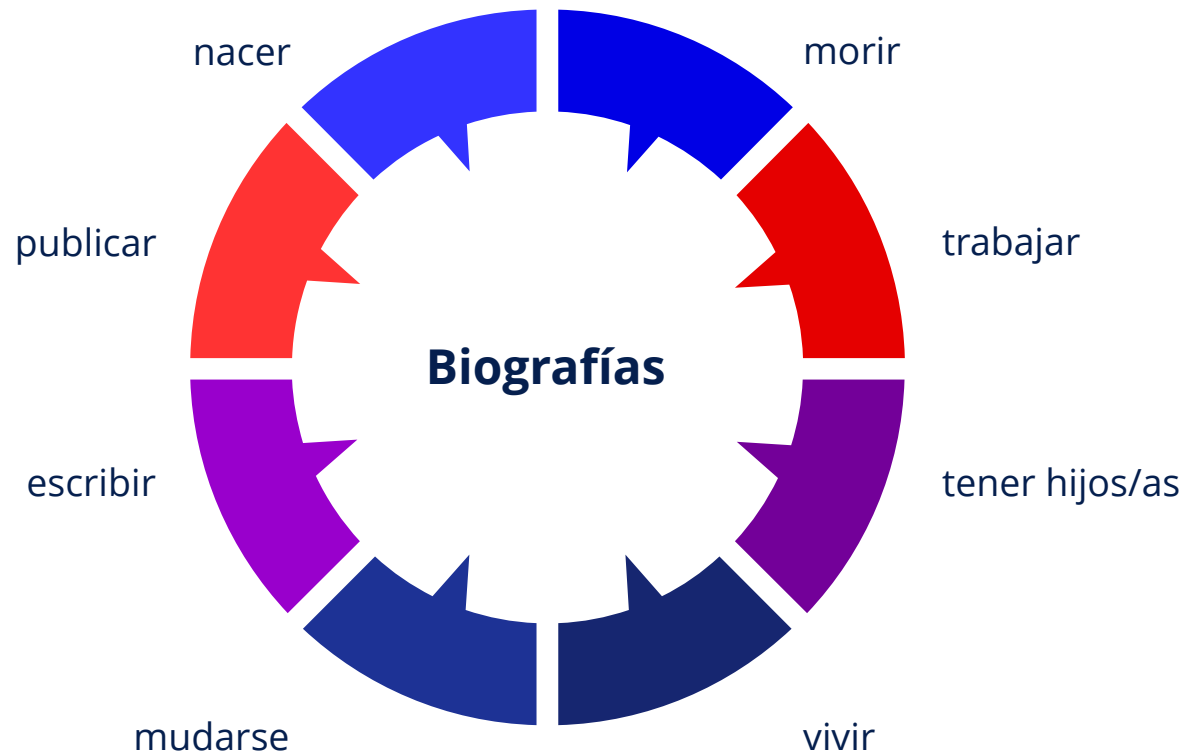 nacer
morir
publicar
trabajar
Biografías
escribir
tener hijos/as
mudarse
vivir